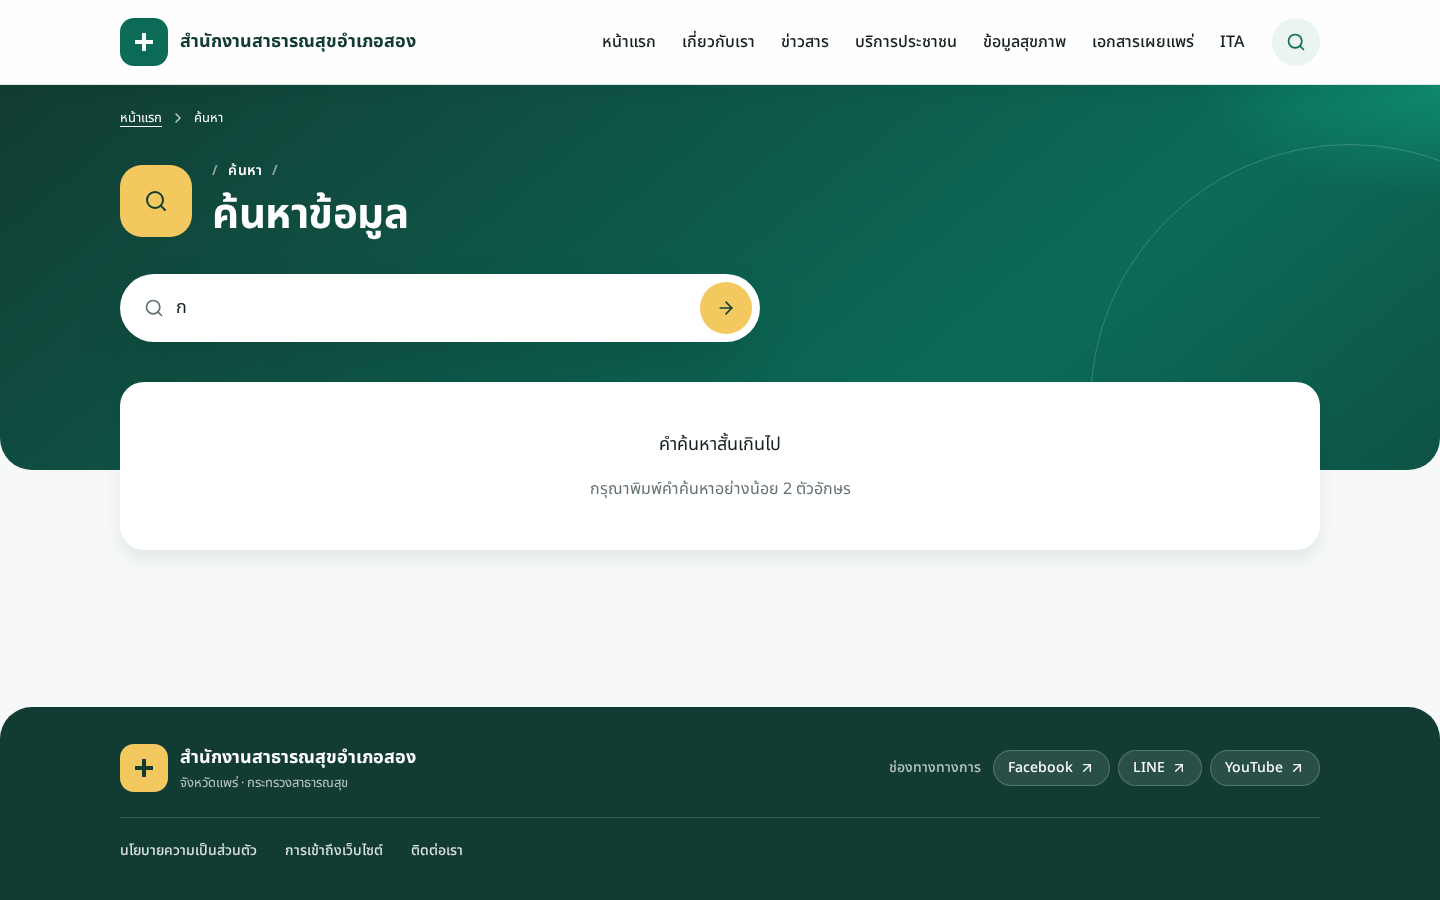 สำนักงานสาธารณสุขอำเภอสอง
หน้าแรก เกี่ยวกับเรา ข่าวสาร บริการประชาชน ข้อมูลสุขภาพ เอกสารเผยแพร่ ITA
หน้าแรก > ค้นหา
/ ค้นหา /
ค้นหาข้อมูล
ก
คำค้นหาสั้นเกินไป
กรุณาพิมพ์คำค้นหาอย่างน้อย 2 ตัวอักษร
สำนักงานสาธารณสุขอำเภอสอง
จังหวัดแพร่ · กระทรวงสาธารณสุข
ช่องทางทางการ Facebook LINE YouTube
นโยบายความเป็นส่วนตัว การเข้าถึงเว็บไซต์ ติดต่อเรา